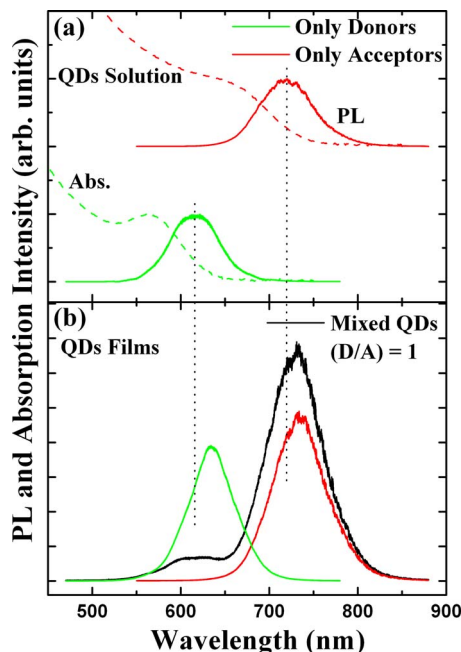 (a)
Only Donors
Only Acceptors
QDs Solution
PL
Abs.
(b)
Mixed QDs
(D/A) = 1
QDs Films
PL and Absorption Intensity (arb. units)
500 600 700 800 900
Wavelength (nm)